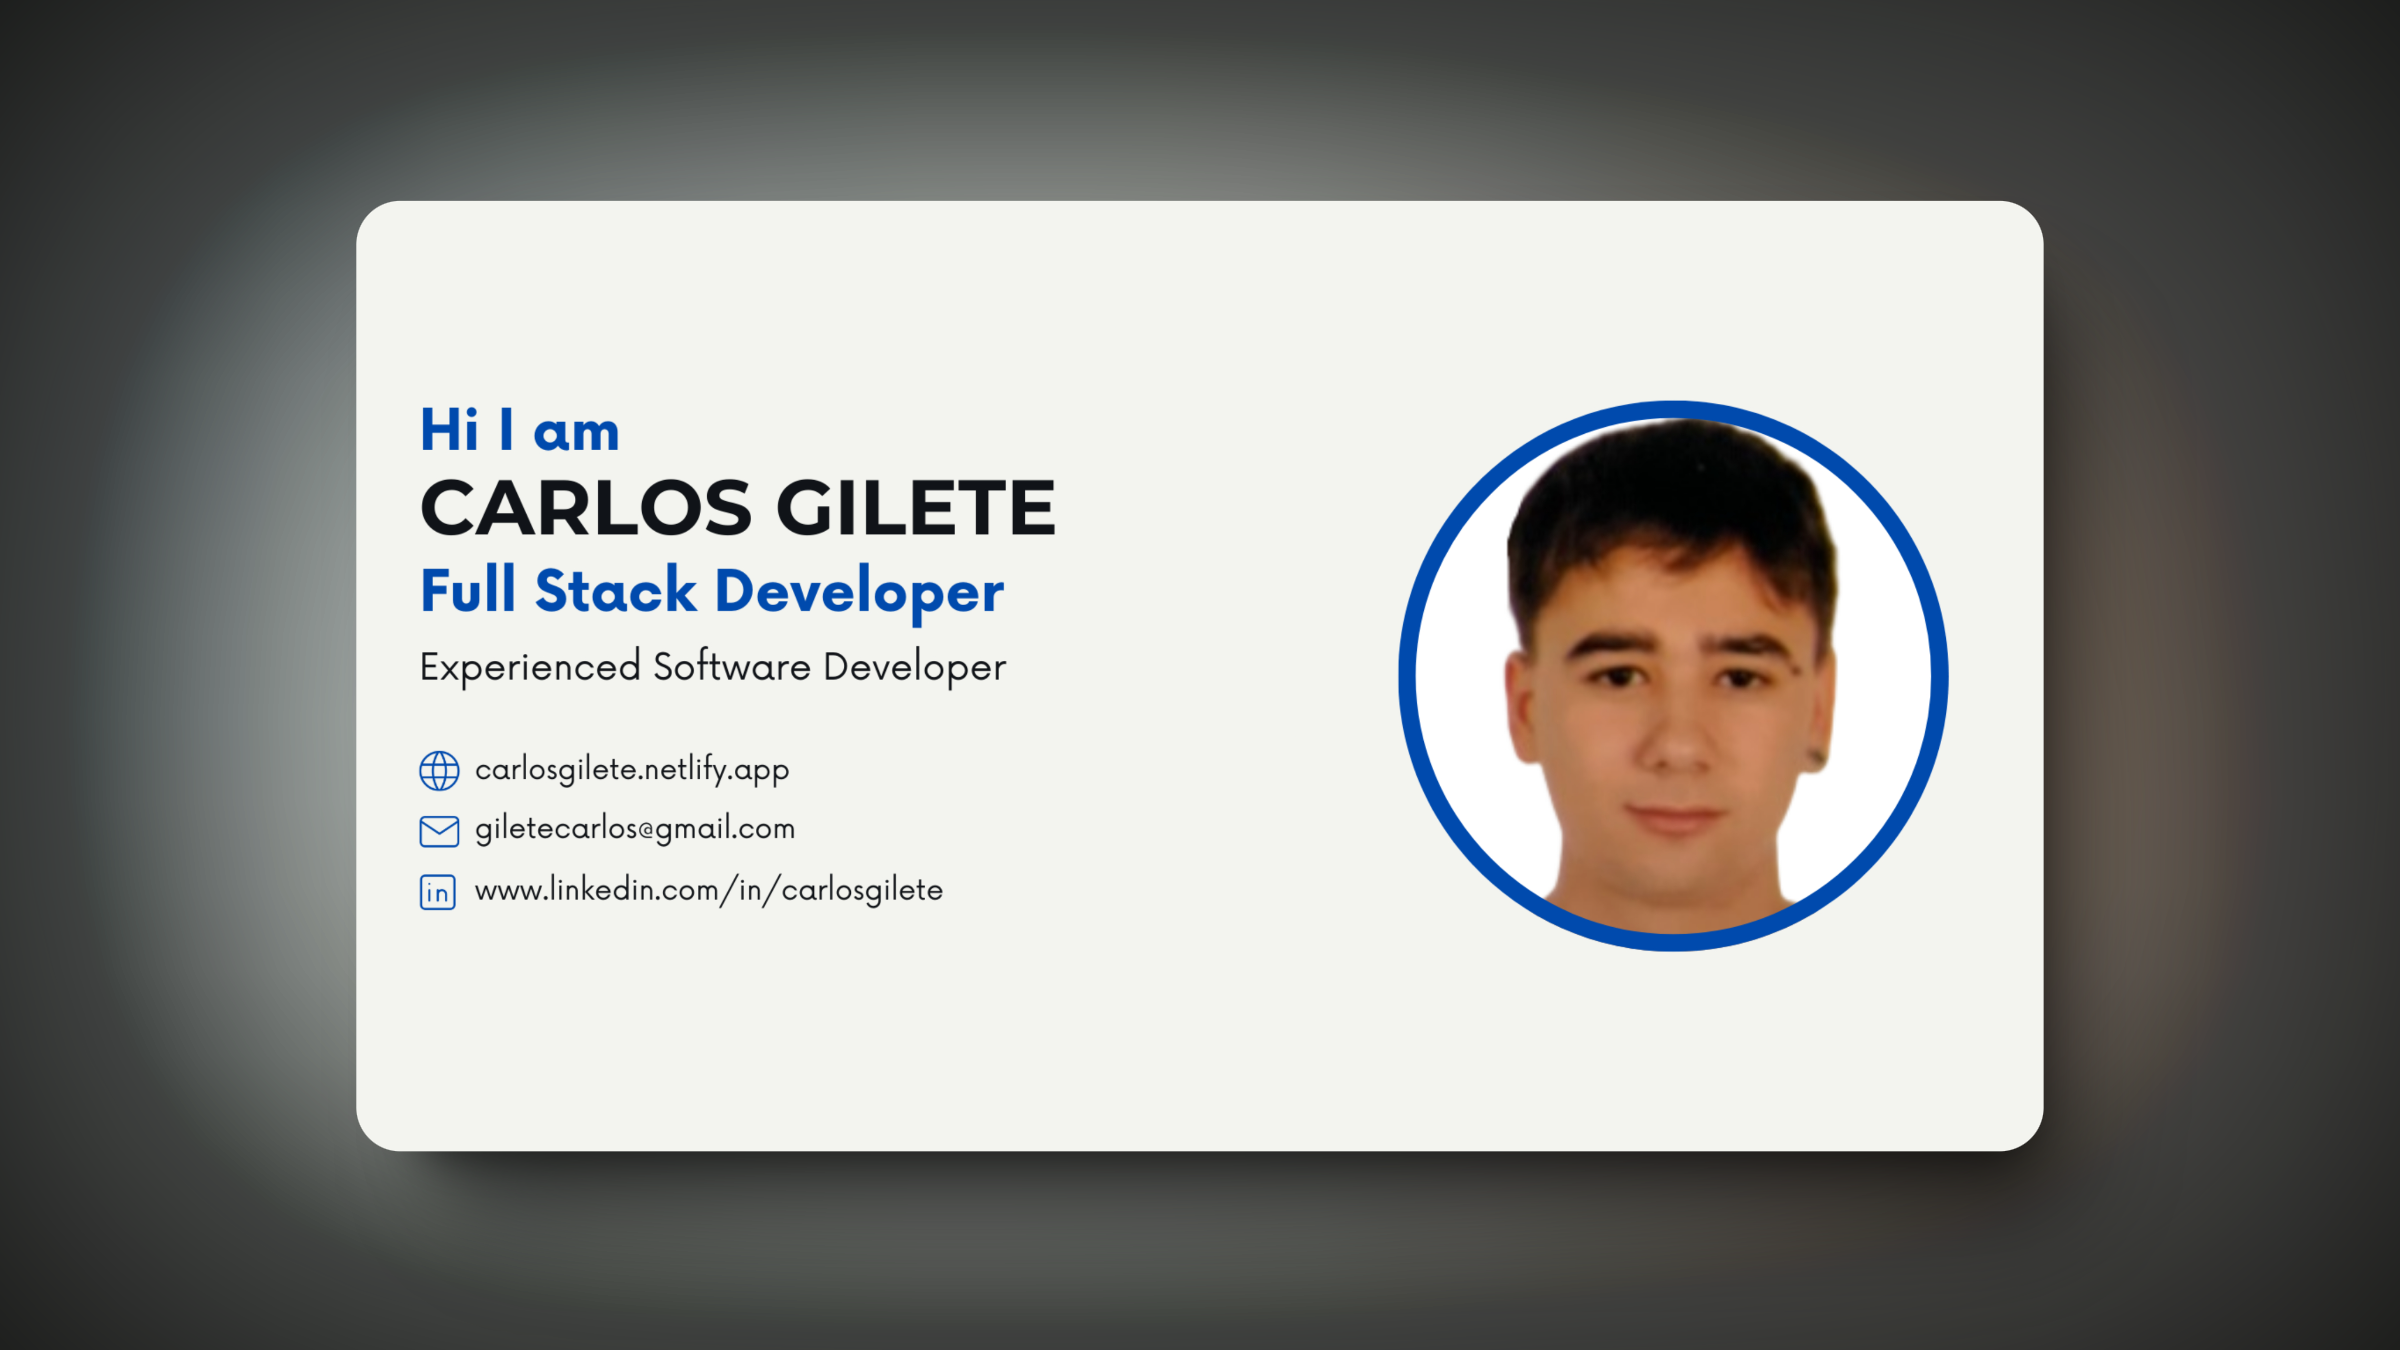 Hi I am
CARLOS GILETE
Full Stack Developer
Experienced Software Developer
carlosgilete.netlify.app
giletecarlos@gmail.com
in
www.linkedin.com/in/carlosgilete